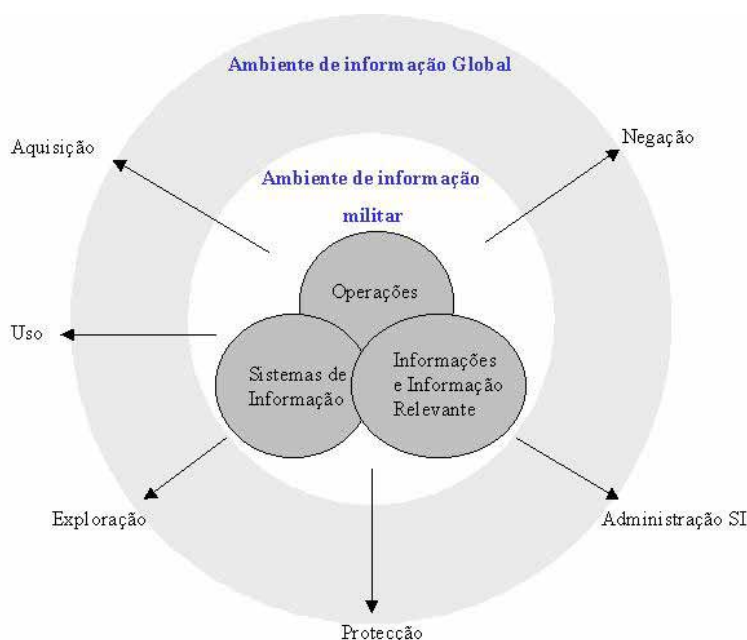 Ambiente de informação Global
Negação
Aquisição
Ambiente de informação
militar
Operações
Uso
Sistemas de
Informação
Informações
e Informação
Relevante
Exploração
Administração SI
Protecção